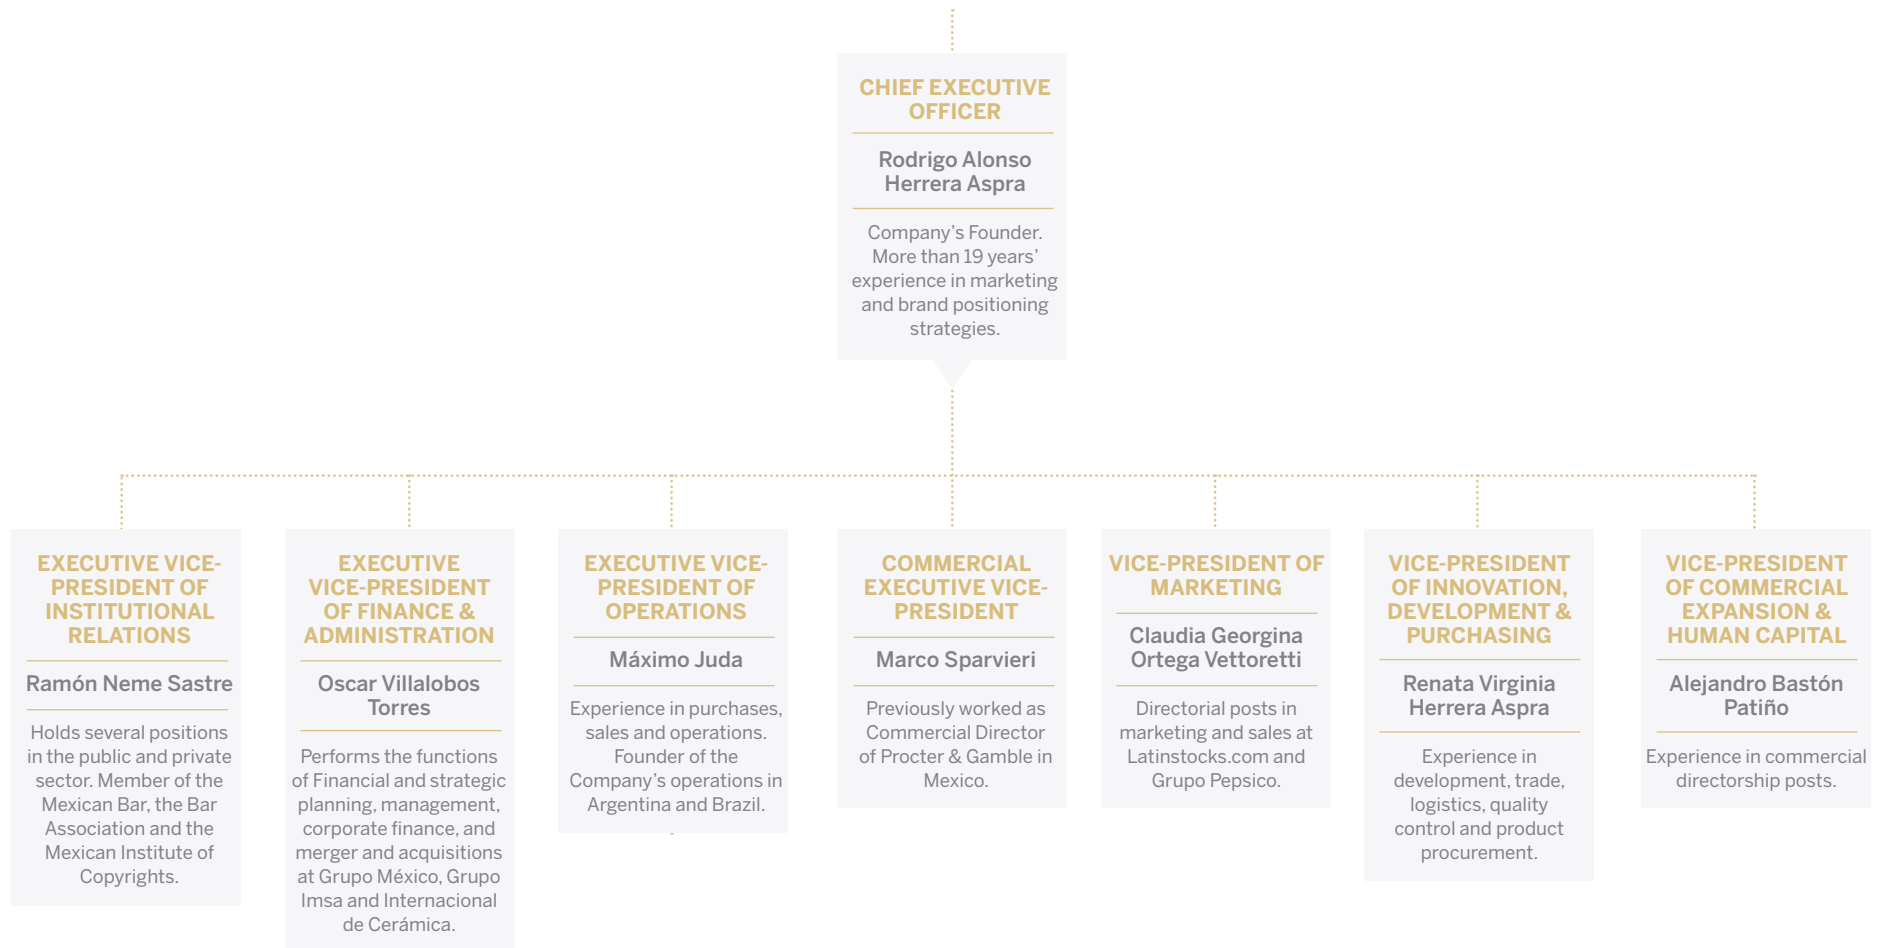 CHIEF EXECUTIVE
OFFICER
Rodrigo Alonso
Herrera Aspra
Company’s Founder.
More than 19 years’
experience in marketing
and brand positioning
strategies.
EXECUTIVE VICE-
PRESIDENT OF
INSTITUTIONAL
RELATIONS
Ramón Neme Sastre
Holds several positions
in the public and private
sector. Member of the
Mexican Bar, the Bar
Association and the
Mexican Institute of
Copyrights.
EXECUTIVE
VICE-PRESIDENT
OF FINANCE &
ADMINISTRATION
Oscar Villalobos
Torres
Performs the functions
of Financial and strategic
planning, management,
corporate finance, and
merger and acquisitions
at Grupo México, Grupo
Imsa and Internacional
de Cerámica.
EXECUTIVE VICE-
PRESIDENT OF
OPERATIONS
Máximo Juda
Experience in purchases,
sales and operations.
Founder of the
Company’s operations in
Argentina and Brazil.
COMMERCIAL
EXECUTIVE VICE-
PRESIDENT
Marco Sparvieri
Previously worked as
Commercial Director
of Procter & Gamble in
Mexico.
VICE-PRESIDENT OF
MARKETING
Claudia Georgina
Ortega Vettoretti
Directorial posts in
marketing and sales at
Latinstocks.com and
Grupo Pepsico.
VICE-PRESIDENT
OF INNOVATION,
DEVELOPMENT &
PURCHASING
Renata Virginia
Herrera Aspra
Experience in
development, trade,
logistics, quality
control and product
procurement.
VICE-PRESIDENT
OF COMMERCIAL
EXPANSION &
HUMAN CAPITAL
Alejandro Bastón
Patiño
Experience in commercial
directorship posts.